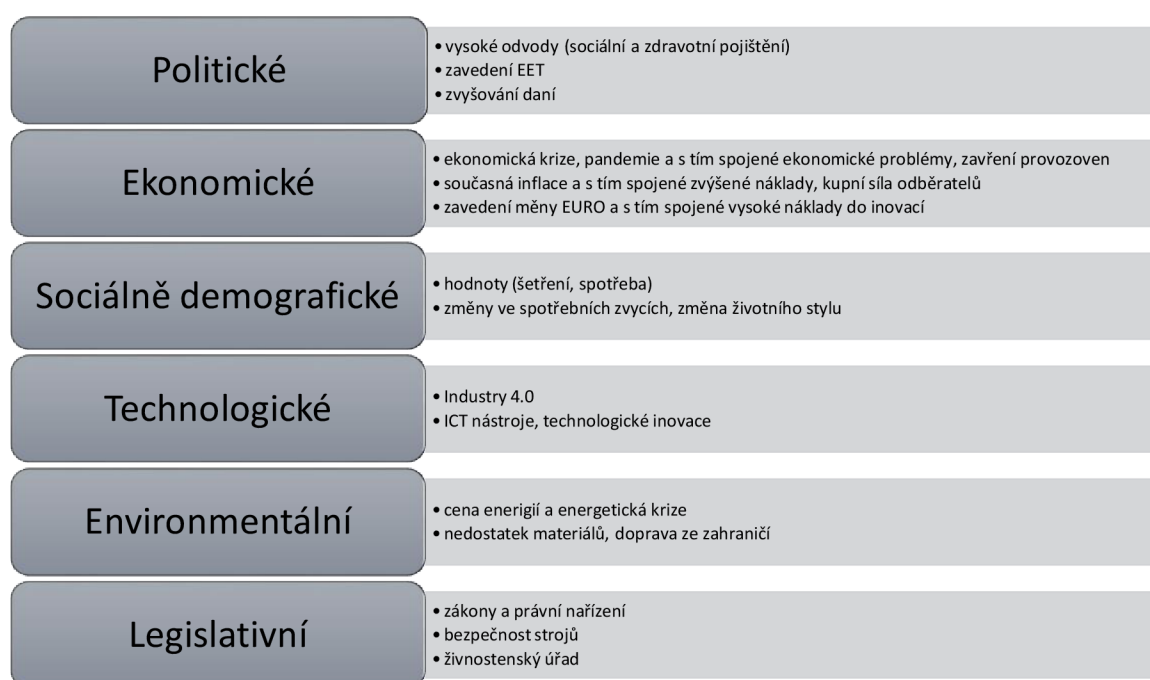 Politické
• vysoké odvody (sociální a zdravotní pojištění)
• zavedení EET
• zvyšování daní
Ekonomické
• ekonomická krize, pandemie a s tím spojené ekonomické problémy, zavření provozoven
• současná inflace a s tím spojené zvýšené náklady, kupní síla odběratelů
• zavedení měny EURO a s tím spojené vysoké náklady do inovací
Sociálně demografické
• hodnoty (šetření, spotřeba)
• změny ve spotřebních zvycích, změna životního stylu
Technologické
• Industry 4.0
• ICT nástroje, technologické inovace
Environmentální
• cena enerigií a energetická krize
• nedostatek materiálů, doprava ze zahraničí
Legislativní
• zákony a právní nařízení
• bezpečnost strojů
• živnostenský úřad